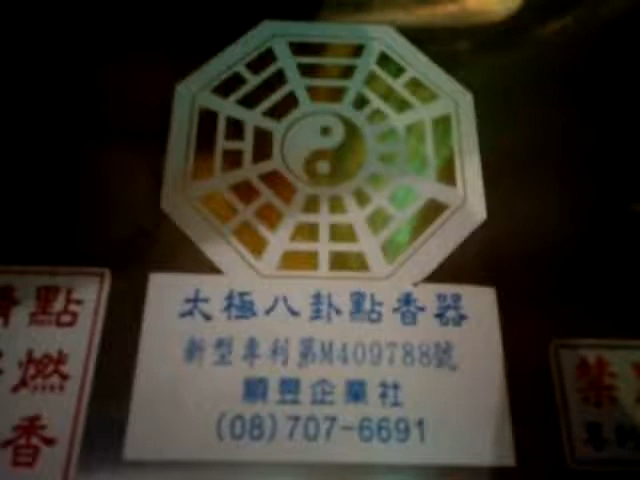 太極八卦點香器
新型專利第M409788號
順豐企業社
(08)707-6691
點
燃
香
禁